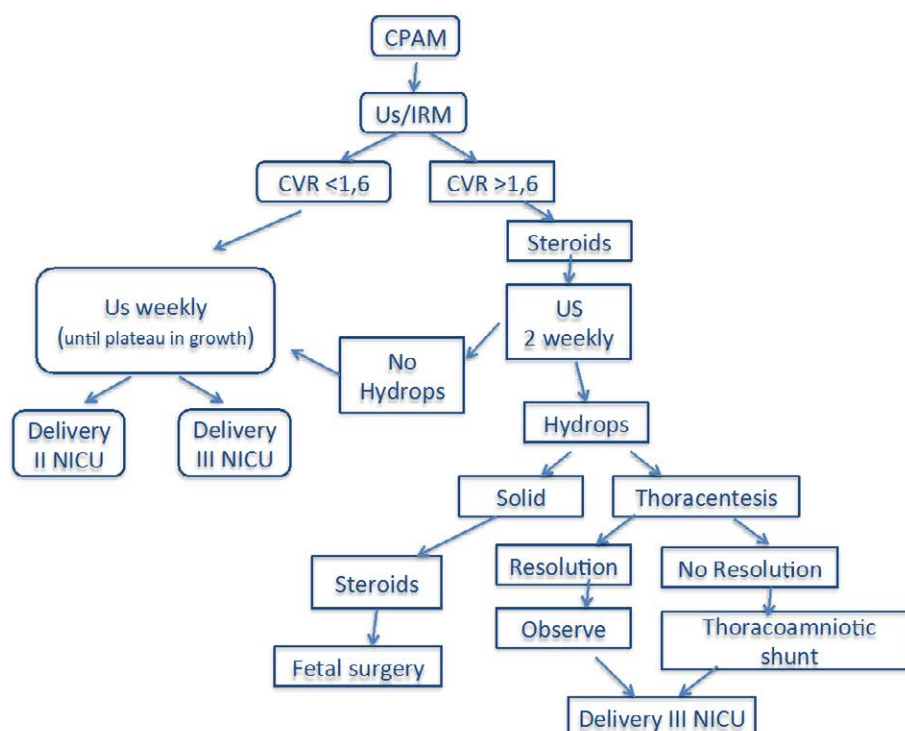 CPAM
Us/IRM
CVR <1,6
CVR >1,6
Steroids
Us weekly
(until plateau in growth)
US
2 weekly
No
Hydrops
Delivery
II NICU
Delivery
III NICU
Hydrops
Solid
Thoracentesis
Steroids
Resolution
No Resolution
Fetal surgery
Observe
Thoracoamniotic
shunt
Delivery III NICU